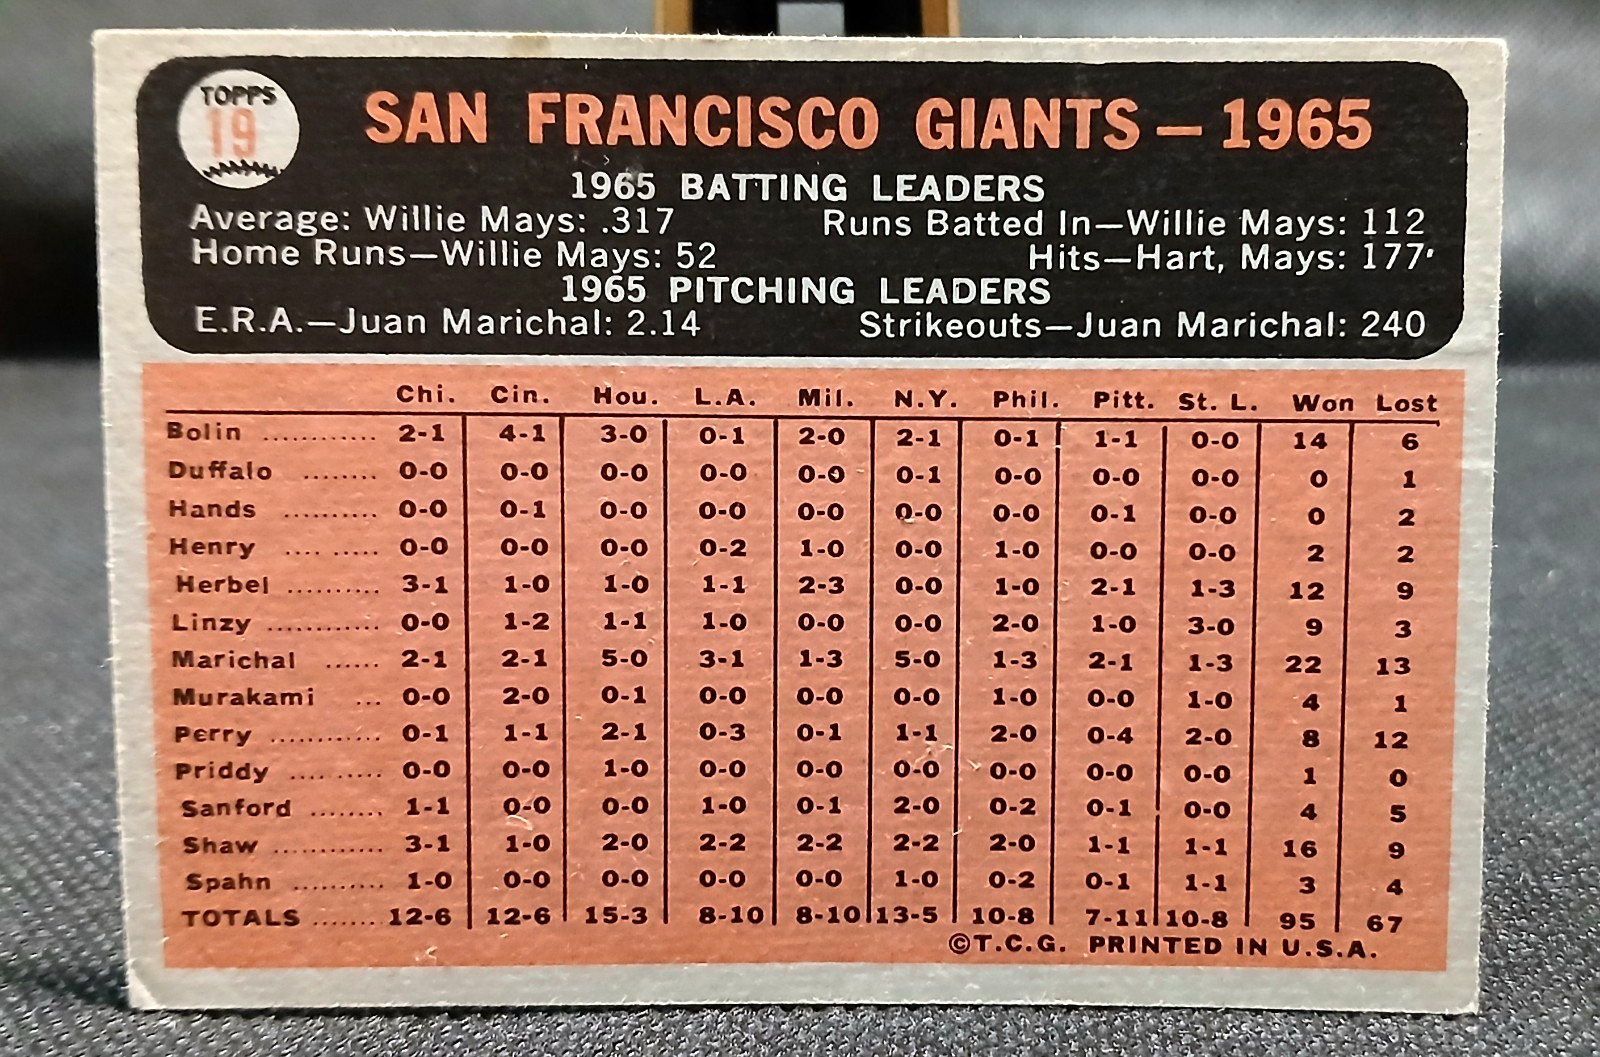 TOPPS
19
SAN FRANCISCO GIANTS — 1965
1965 BATTING LEADERS
Average: Willie Mays: .317 Runs Batted In—Willie Mays: 112
Home Runs—Willie Mays: 52 Hits—Hart, Mays: 177
1965 PITCHING LEADERS
E.R.A.—Juan Marichal: 2.14 Strikeouts—Juan Marichal: 240
Chi. Cin. Hou. L.A. Mil. N.Y. Phil. Pitt. St. L. Won Lost
Bolin ............ 2-1 4-1 3-0 0-1 2-0 2-1 0-1 1-1 0-0 14 6
Duffalo ........ 0-0 0-0 0-0 0-0 0-0 0-1 0-0 0-0 0-0 0 1
Hands .......... 0-0 0-1 0-0 0-0 0-0 0-0 0-0 0-1 0-0 0 2
Henry .... ..... 0-0 0-0 0-0 0-2 1-0 0-0 1-0 0-0 0-0 2 2
Herbel .......... 3-1 1-0 1-0 1-1 2-3 0-0 1-0 2-1 1-3 12 9
Linzy ............ 0-0 1-2 1-1 1-0 0-0 0-0 2-0 1-0 3-0 9 3
Marichal ...... 2-1 2-1 5-0 3-1 1-3 5-0 1-3 2-1 1-3 22 13
Murakami ... 0-0 2-0 0-1 0-0 0-0 0-0 1-0 0-0 1-0 4 1
Perry ............ 0-1 1-1 2-1 0-3 0-1 1-1 2-0 0-4 2-0 8 12
Priddy .... ..... 0-0 0-0 1-0 0-0 0-0 0-0 0-0 0-0 0-0 1 0
Sanford ........ 1-1 0-0 0-0 1-0 0-1 2-0 0-2 0-1 0-0 4 5
Shaw ............ 3-1 1-0 2-0 2-2 2-2 2-2 2-0 1-1 1-1 16 9
Spahn .......... 1-0 0-0 0-0 0-0 0-0 1-0 0-2 0-1 1-1 3 4
TOTALS ....... 12-6 12-6 15-3 8-10 8-10 13-5 10-8 7-11 10-8 95 67
©T.C.G. PRINTED IN U.S.A.